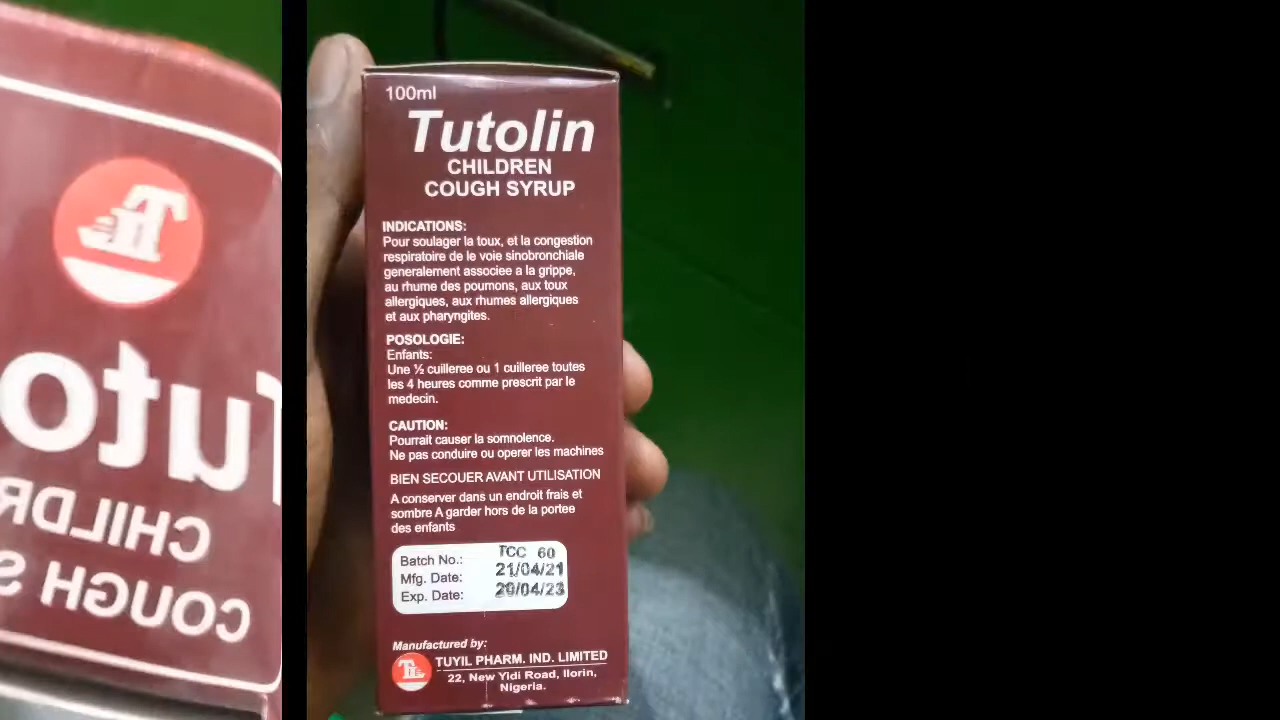 Tuto
CHILDR
COUGH S
100ml
Tutolin
CHILDREN
COUGH SYRUP
INDICATIONS:
Pour soulager la toux, et la congestion
respiratoire de le voie sinobronchiale
generalement associee a la grippe,
au rhume des poumons, aux toux
allergiques, aux rhumes allergiques
et aux pharyngites.
POSOLOGIE:
Enfants:
Une ½ cuilleree ou 1 cuilleree toutes
les 4 heures comme prescrit par le
medecin.
CAUTION:
Pourrait causer la somnolence.
Ne pas conduire ou operer les machines
BIEN SECOUER AVANT UTILISATION
A conserver dans un endroit frais et
sombre A garder hors de la portee
des enfants
Batch No.: TCC 60
Mfg. Date: 21/04/21
Exp. Date: 20/04/23
Manufactured by:
TUYIL PHARM. IND. LIMITED
22, New Yidi Road, Ilorin,
Nigeria.